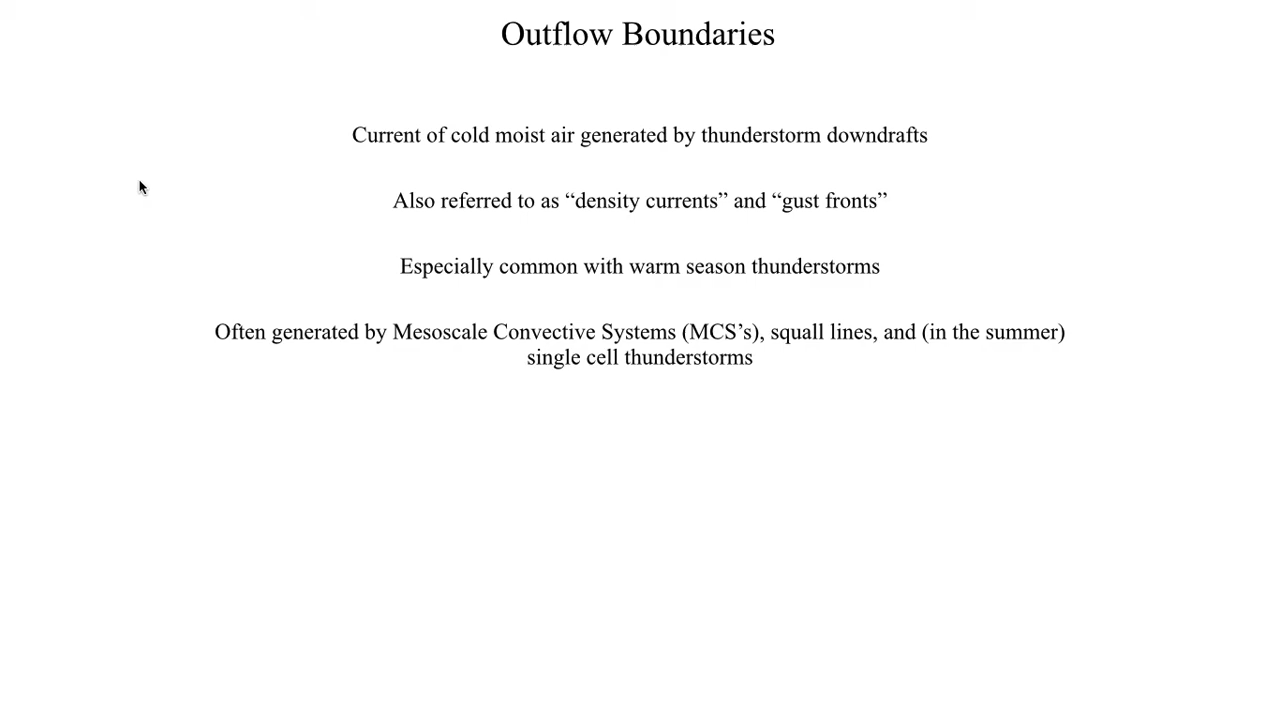 Outflow Boundaries
Current of cold moist air generated by thunderstorm downdrafts
Also referred to as “density currents” and “gust fronts”
Especially common with warm season thunderstorms
Often generated by Mesoscale Convective Systems (MCS’s), squall lines, and (in the summer)
single cell thunderstorms